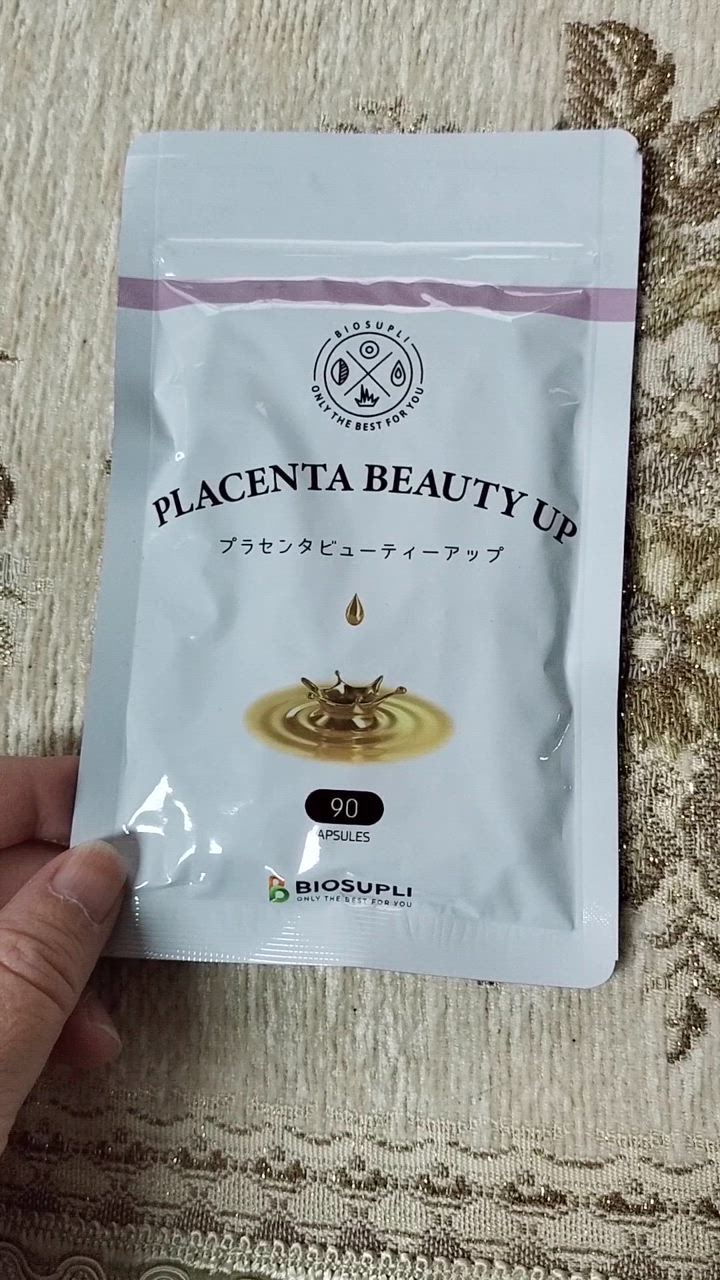 BIOSUPLI
ONLY THE BEST FOR YOU
PLACENTA BEAUTY UP
プラセンタビューティーアップ
90
APSULES
BIOSUPLI
ONLY THE BEST FOR YOU